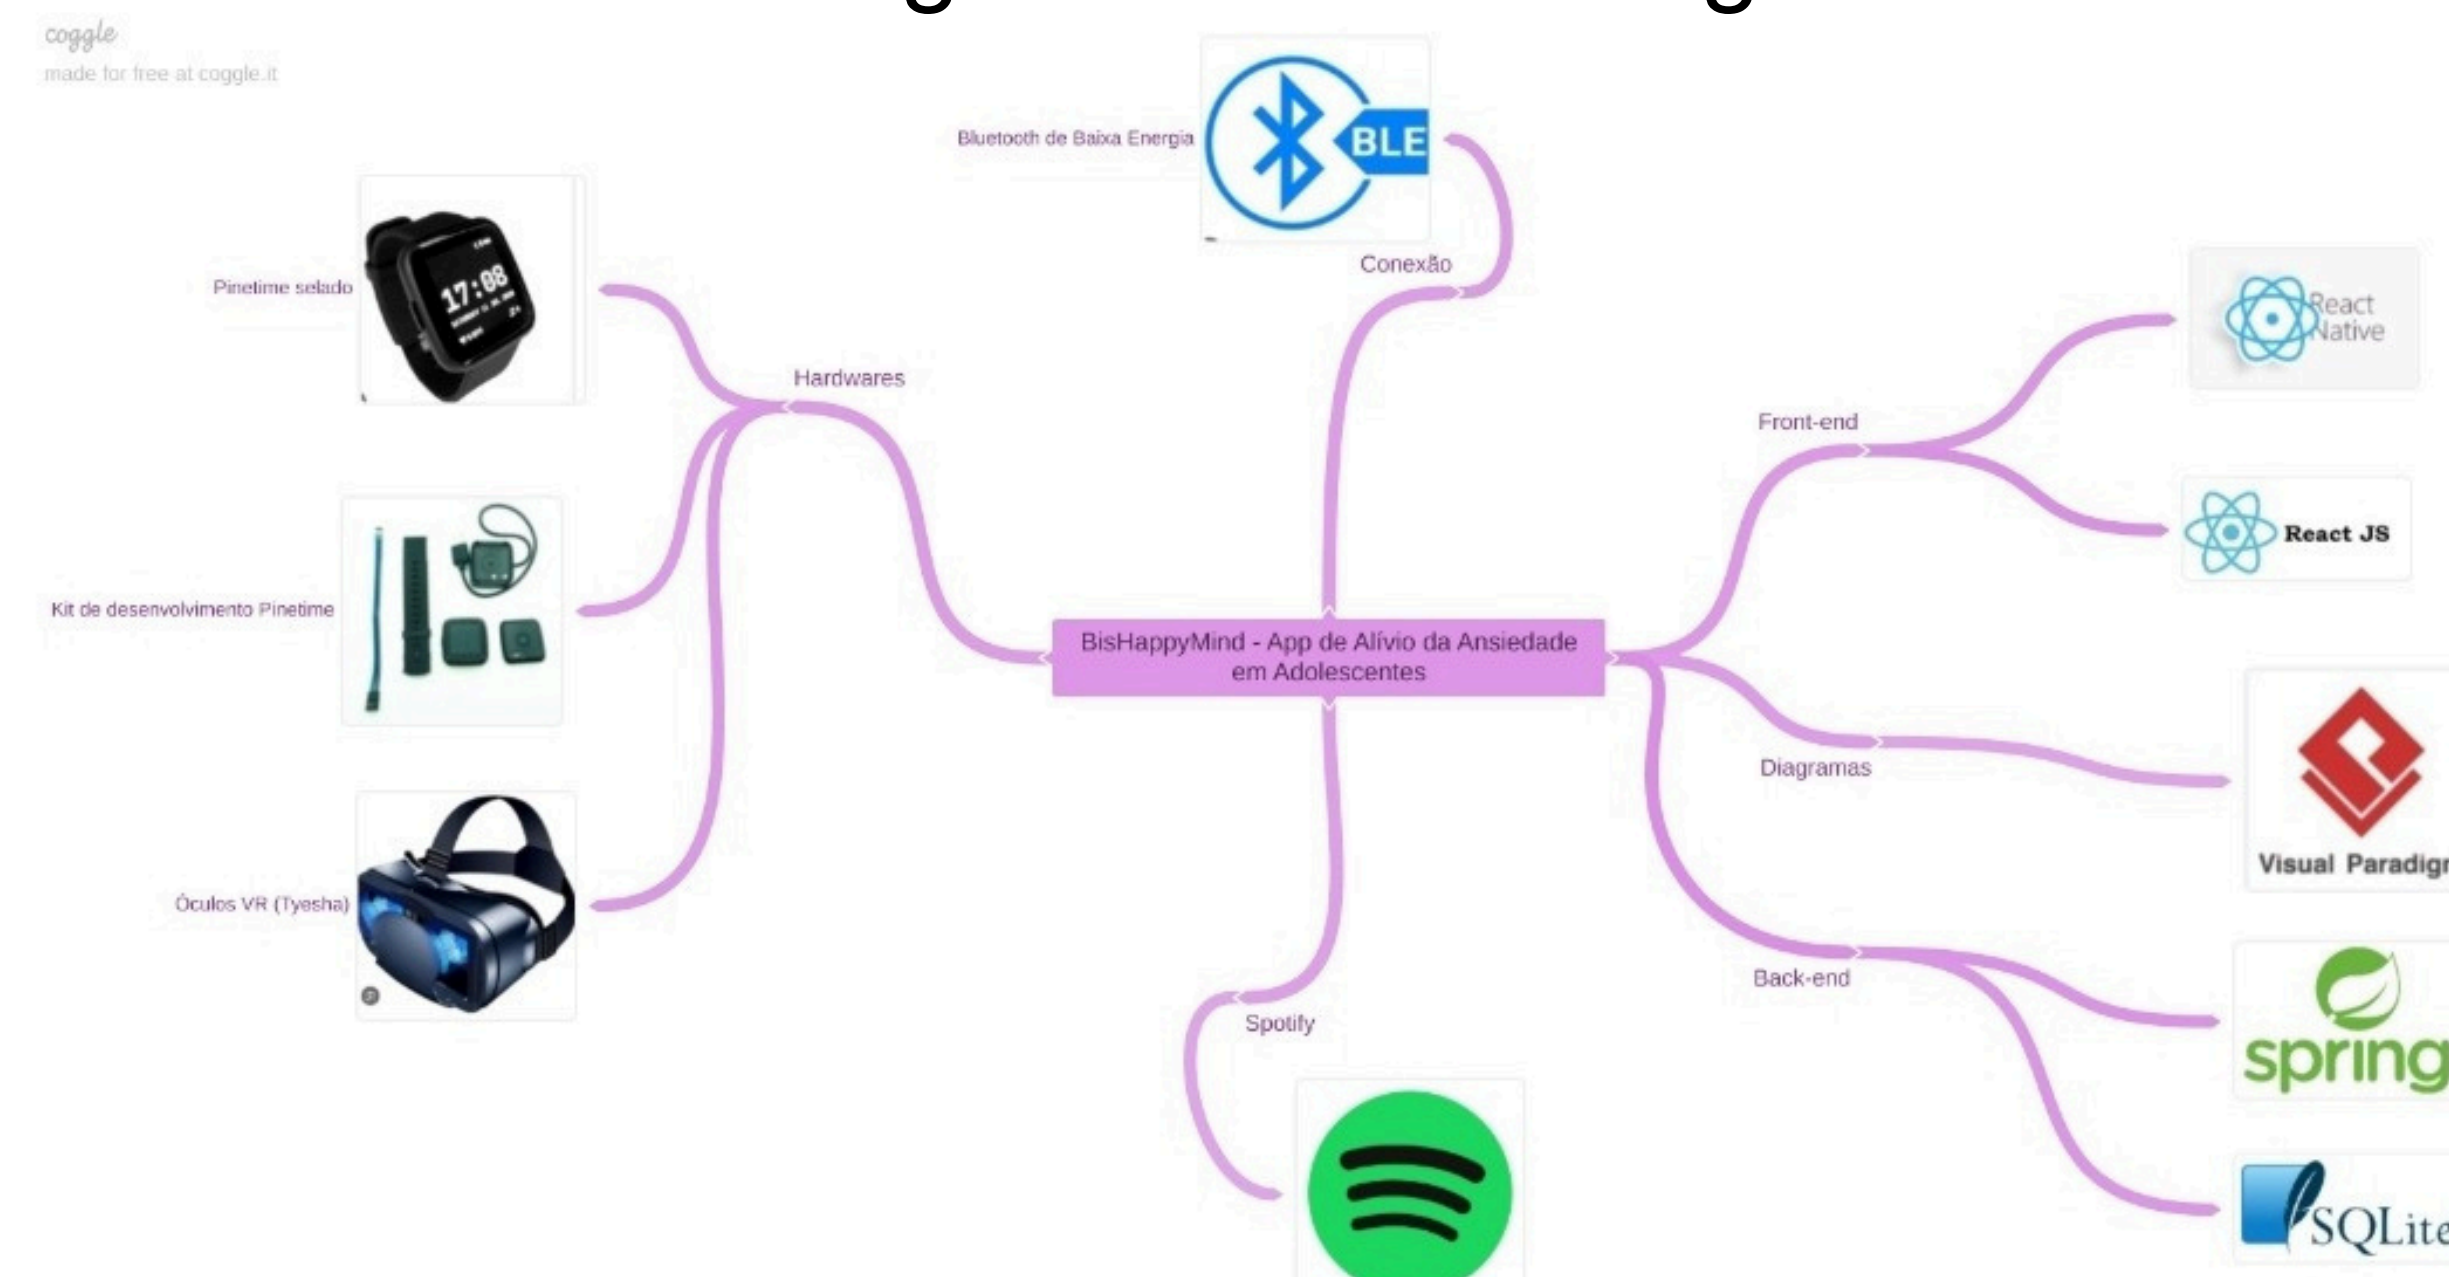 coggle
made for free at coggle.it
Bluetooth de Baixa Energia
BLE
Conexão
Pinetime selado
17:08
Hardwares
Kit de desenvolvimento Pinetime
Óculos VR (Tyesha)
BisHappyMind - App de Alívio da Ansiedade
em Adolescentes
Spotify
Front-end
React
Native
React JS
Diagramas
Visual Paradigm
Back-end
spring
SQLite